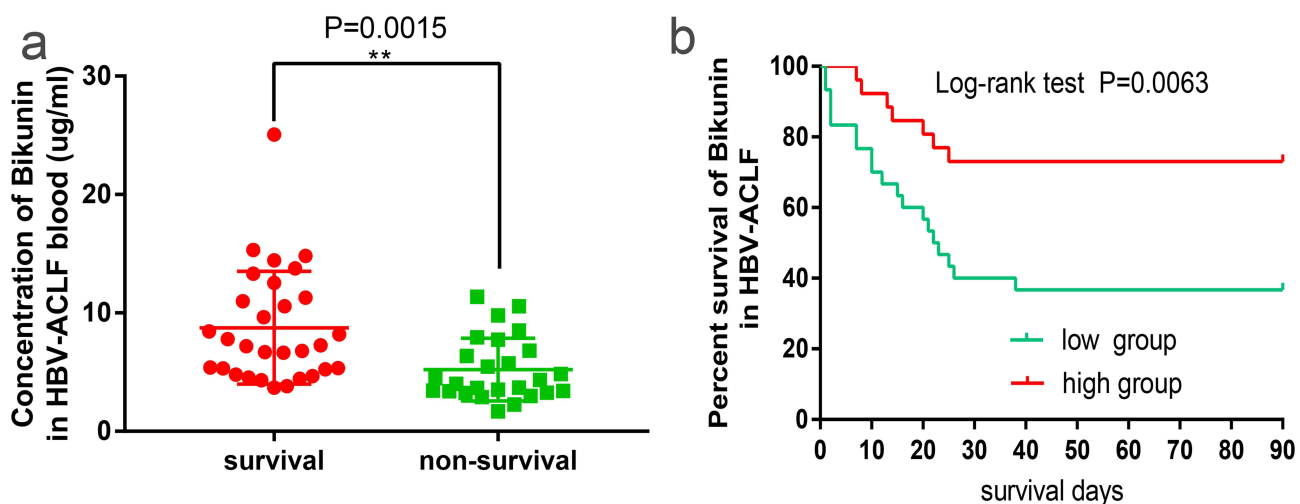 a
P=0.0015
**
Concentration of Bikunin
in HBV-ACLF blood (ug/ml)
30
20
10
0
survival
non-survival
b
Log-rank test P=0.0063
Percent survival of Bikunin
in HBV-ACLF
100
80
60
40
20
0
low group
high group
0 10 20 30 40 50 60 70 80 90
survival days